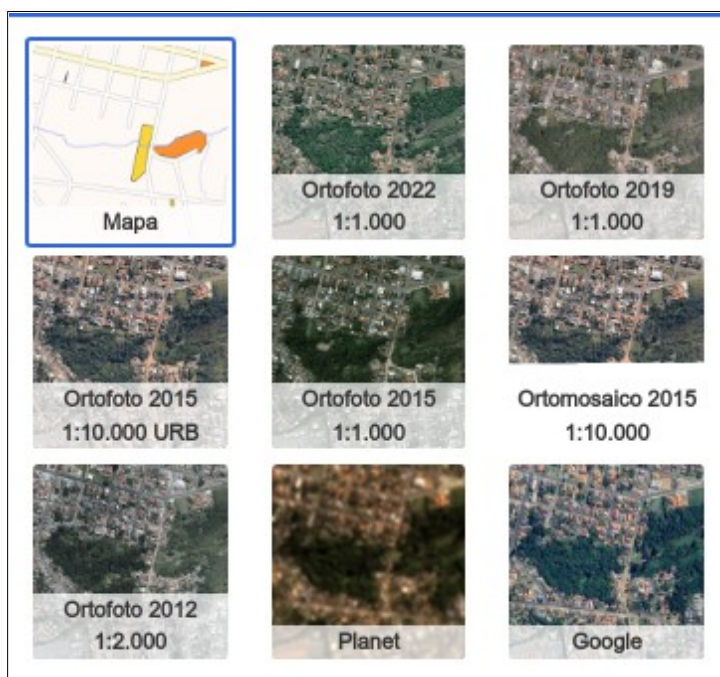 Mapa
Ortofoto 2022
1:1.000
Ortofoto 2019
1:1.000
Ortofoto 2015
1:10.000 URB
Ortofoto 2015
1:1.000
Ortomosaico 2015
1:10.000
Ortofoto 2012
1:2.000
Planet
Google